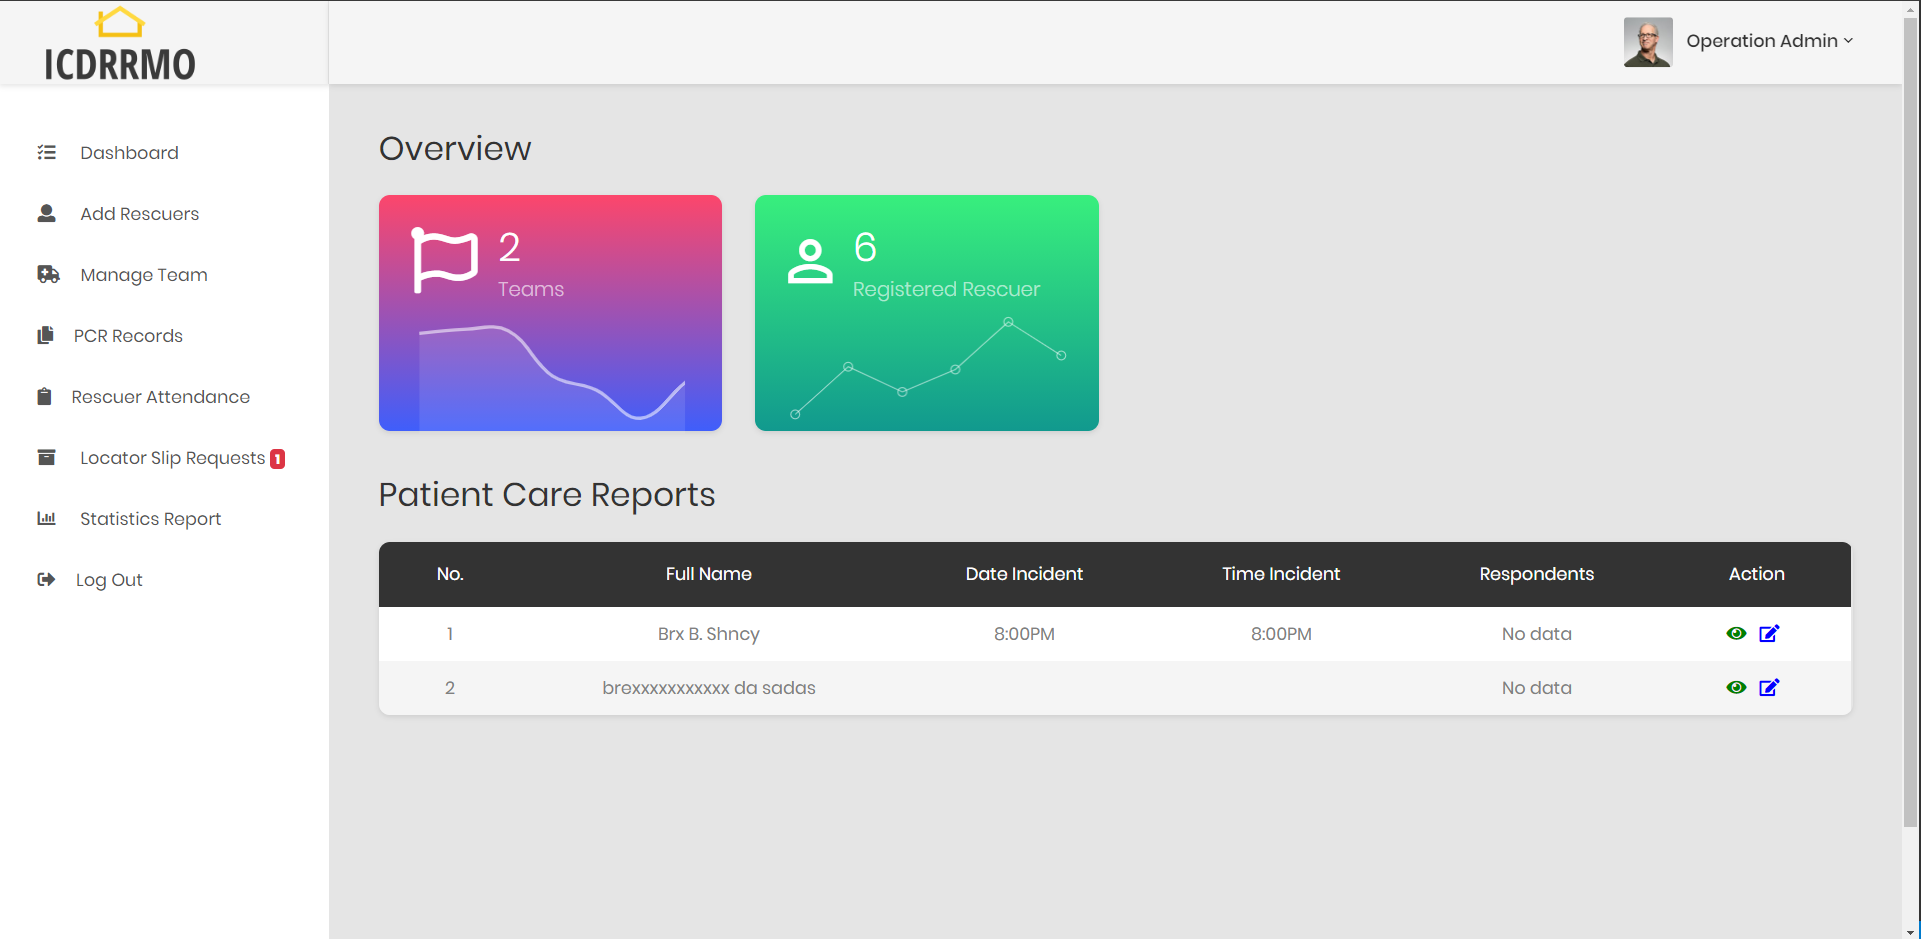 ICDRRMO
Operation Admin
Dashboard
Add Rescuers
Manage Team
PCR Records
Rescuer Attendance
Locator Slip Requests 1
Statistics Report
Log Out
Overview
2
Teams
6
Registered Rescuer
Patient Care Reports
No. Full Name Date Incident Time Incident Respondents Action
1 Brx B. Shncy 8:00PM 8:00PM No data
2 brexxxxxxxxxxx da sadas No data